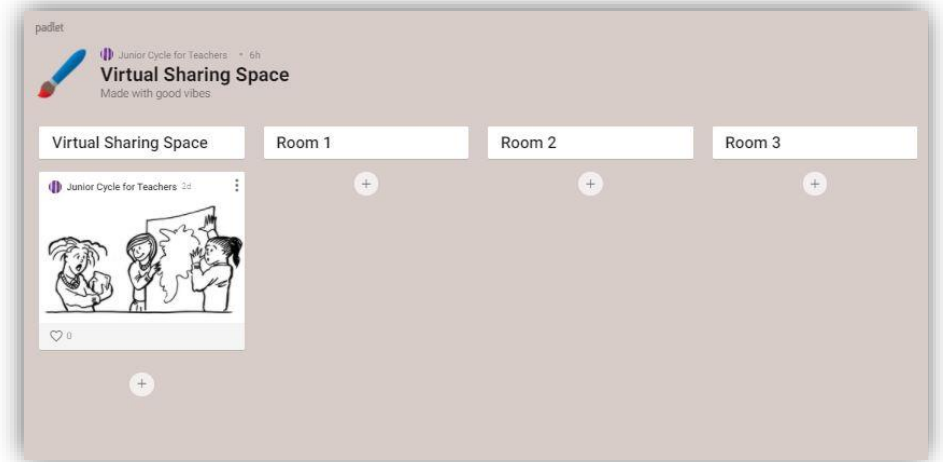 padlet
Junior Cycle for Teachers • 6h
Virtual Sharing Space
Made with good vibes
Virtual Sharing Space
Room 1
Room 2
Room 3
Junior Cycle for Teachers 2d
0